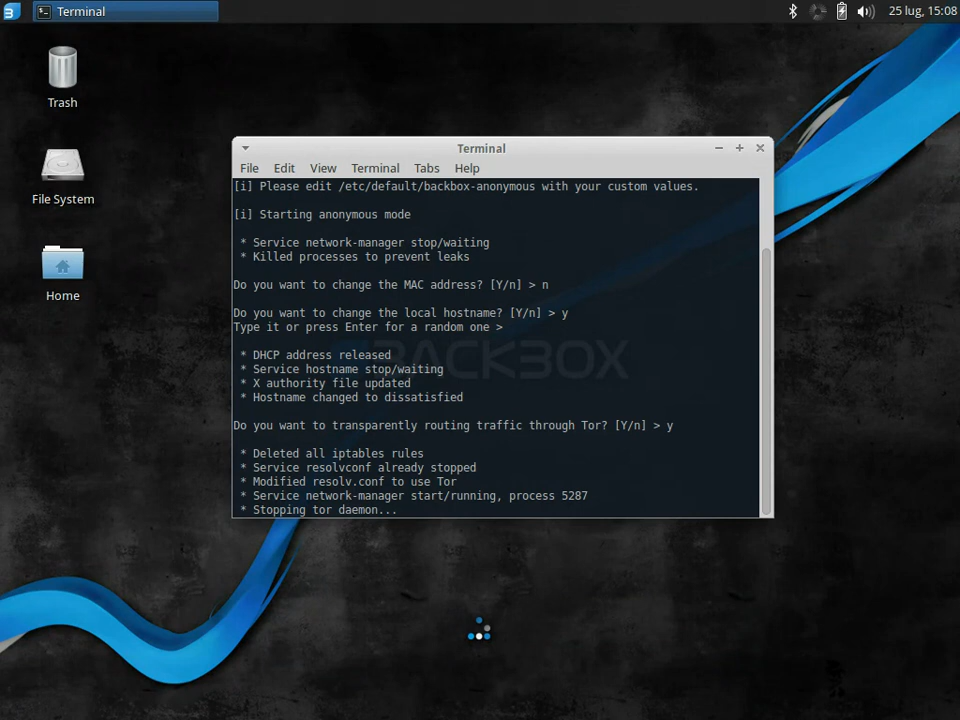 Terminal
25 lug, 15:08
Trash
File System
Home
Terminal
File Edit View Terminal Tabs Help
[i] Please edit /etc/default/backbox-anonymous with your custom values.
[i] Starting anonymous mode
* Service network-manager stop/waiting
* Killed processes to prevent leaks
Do you want to change the MAC address? [Y/n] > n
Do you want to change the local hostname? [Y/n] > y
Type it or press Enter for a random one >
* DHCP address released
* Service hostname stop/waiting
* X authority file updated
* Hostname changed to dissatisfied
Do you want to transparently routing traffic through Tor? [Y/n] > y
* Deleted all iptables rules
* Service resolvconf already stopped
* Modified resolv.conf to use Tor
* Service network-manager start/running, process 5287
* Stopping tor daemon...
BACKBOX